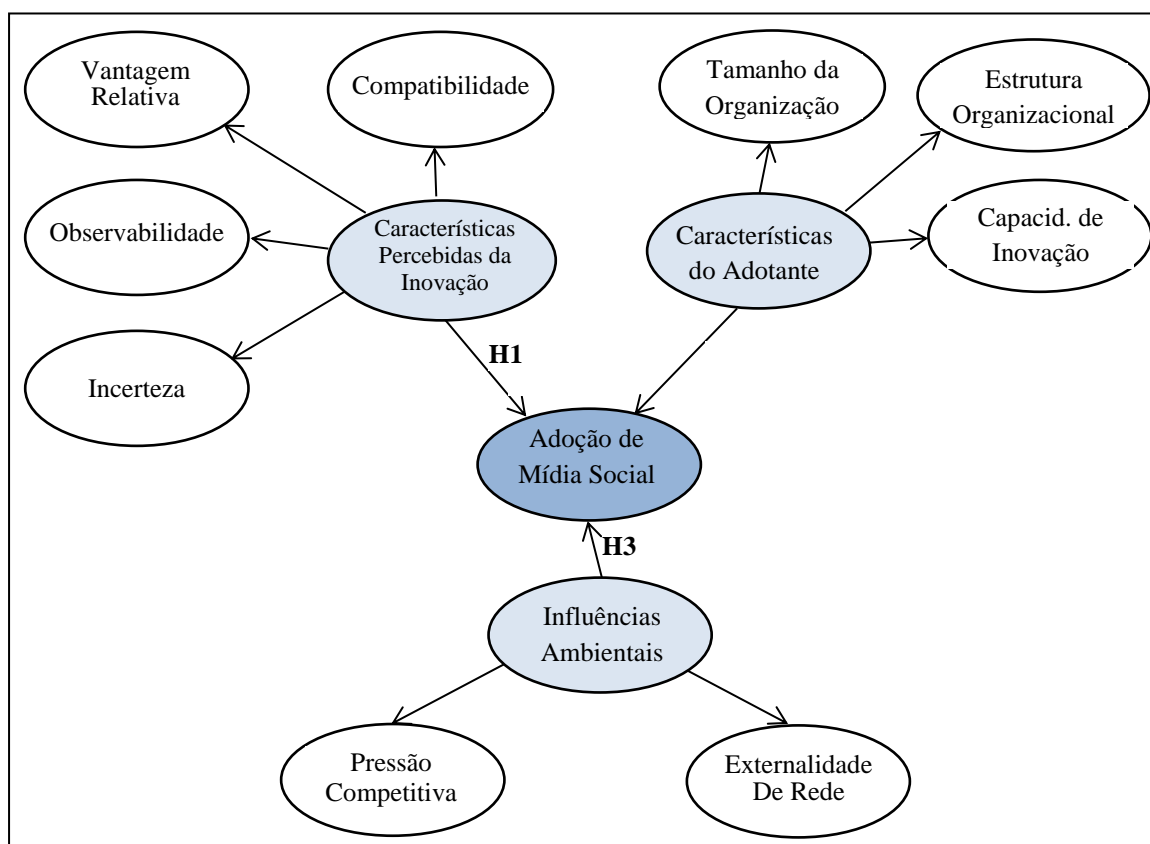 Vantagem
Relativa
Compatibilidade
Tamanho da
Organização
Estrutura
Organizacional
Observabilidade
Características
Percebidas da
Inovação
Características
do Adotante
Capacid. de
Inovação
Incerteza
H1
Adoção de
Mídia Social
H3
Influências
Ambientais
Pressão
Competitiva
Externalidade
De Rede